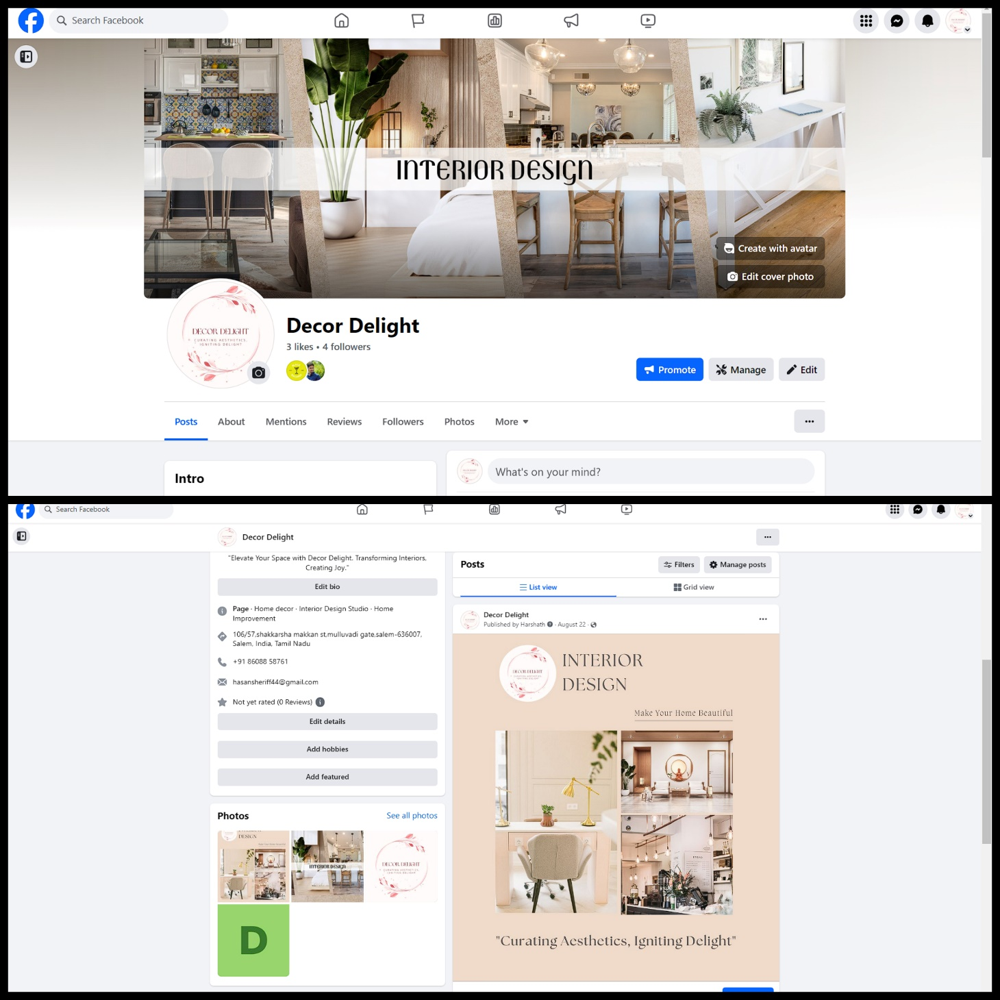 Search Facebook
INTERIOR DESIGN
Create with avatar
Edit cover photo
DECOR DELIGHT
CURATING AESTHETICS,
IGNITING DELIGHT
Decor Delight
3 likes • 4 followers
Promote
Manage
Edit
Posts
About
Mentions
Reviews
Followers
Photos
More
Intro
What's on your mind?
Search Facebook
Decor Delight
"Elevate Your Space with Decor Delight. Transforming Interiors,
Creating Joy."
Edit bio
Page · Home decor · Interior Design Studio · Home
Improvement
106/57,shakkarsha makkan st,mulluvadi gate,salem-636007,
Salem, India, Tamil Nadu
+91 86088 58761
hasansheriff44@gmail.com
Not yet rated (0 Reviews)
Edit details
Add hobbies
Add featured
Photos
See all photos
DESIGN
INTERIOR DESIGN
DECOR DELIGHT
CURATING AESTHETICS,
IGNITING DELIGHT
D
Posts
Filters
Manage posts
List view
Grid view
Decor Delight
Published by Harshath · August 22 ·
DECOR DELIGHT
INTERIOR
DESIGN
Make Your Home Beautiful
"Curating Aesthetics, Igniting Delight"